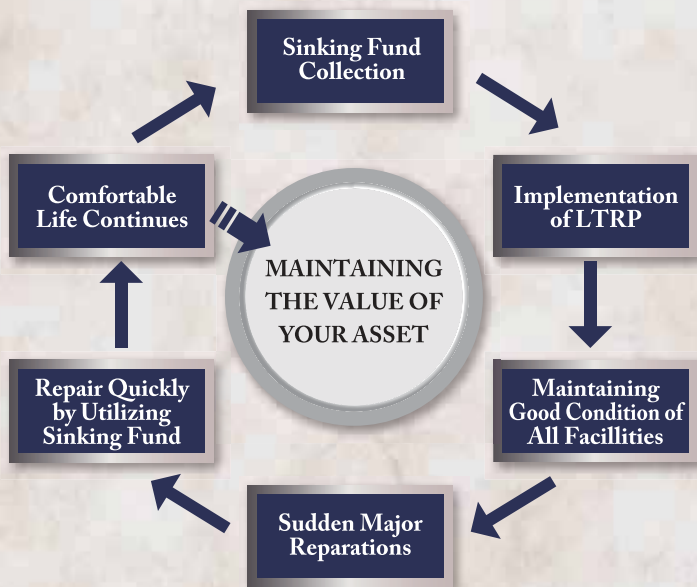 Sinking Fund
Collection
Implementation
of LTRP
Maintaining
Good Condition of
All Facillities
Sudden Major
Reparations
Repair Quickly
by Utilizing
Sinking Fund
Comfortable
Life Continues
MAINTAINING
THE VALUE OF
YOUR ASSET